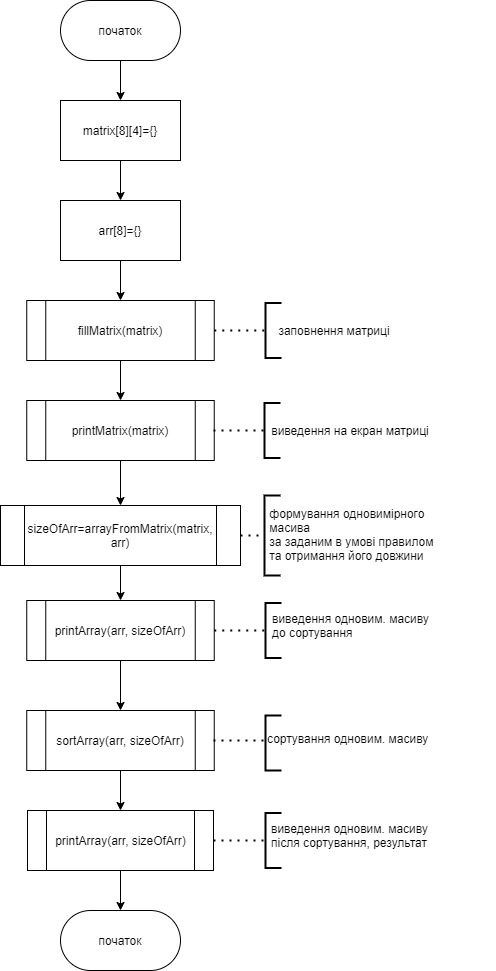 початок
matrix[8][4]={}
arr[8]={}
fillMatrix(matrix)
заповнення матриці
printMatrix(matrix)
виведення на екран матриці
sizeOfArr=arrayFromMatrix(matrix,
arr)
формування одновимірного
масива
за заданим в умові правилом
та отримання його довжини
printArray(arr, sizeOfArr)
виведення одновим. масиву
до сортування
sortArray(arr, sizeOfArr)
сортування одновим. масиву
printArray(arr, sizeOfArr)
виведення одновим. масиву
після сортування, результат
початок